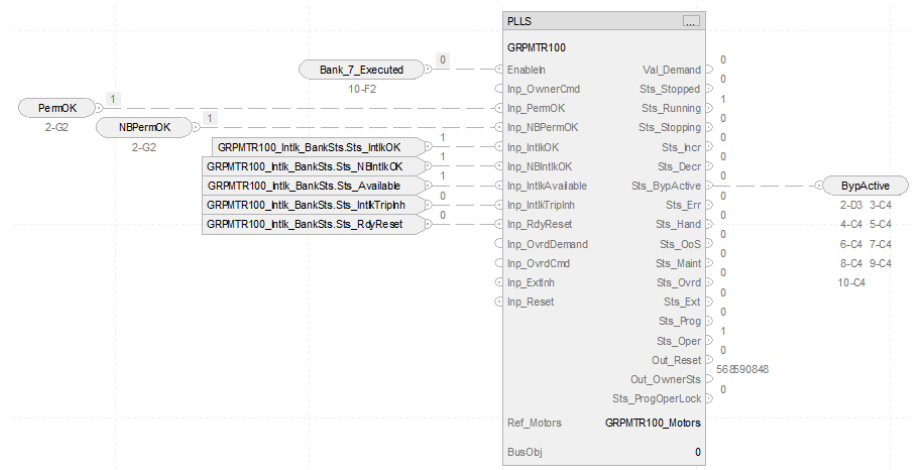 PLLS ...
GRPMTR100
0
0
Bank_7_Executed 0 EnableIn Val_Demand
10-F2
0
Inp_OwnerCmd Sts_Stopped
1
PermOK 1 Inp_PermOK Sts_Running
2-G2
0
NBPermOK 1 Inp_NBPermOK Sts_Stopping
2-G2
0
GRPMTR100_Intlk_BankSts.Sts_IntlkOK 1 Inp_IntlkOK Sts_Incr
0
GRPMTR100_Intlk_BankSts.Sts_NBIntlkOK 1 Inp_NBIntlkOK Sts_Decr
0
GRPMTR100_Intlk_BankSts.Sts_Available 1 Inp_IntlkAvailable Sts_BypActive BypActive
0
GRPMTR100_Intlk_BankSts.Sts_IntlkTripInh 0 Inp_IntlkTripInh Sts_Err
2-D3 3-C4
0
GRPMTR100_Intlk_BankSts.Sts_RdyReset 0 Inp_RdyReset Sts_Hand
4-C4 5-C4
0
Inp_OvrdDemand Sts_OoS
6-C4 7-C4
0
Inp_OvrdCmd Sts_Maint
8-C4 9-C4
0
Inp_ExtInh Sts_Ovrd
10-C4
0
Inp_Reset Sts_Ext
0
Sts_Prog
1
Sts_Oper
0
Out_Reset
568590848
Out_OwnerSts
0
Sts_ProgOperLock
Ref_Motors GRPMTR100_Motors
BusObj 0